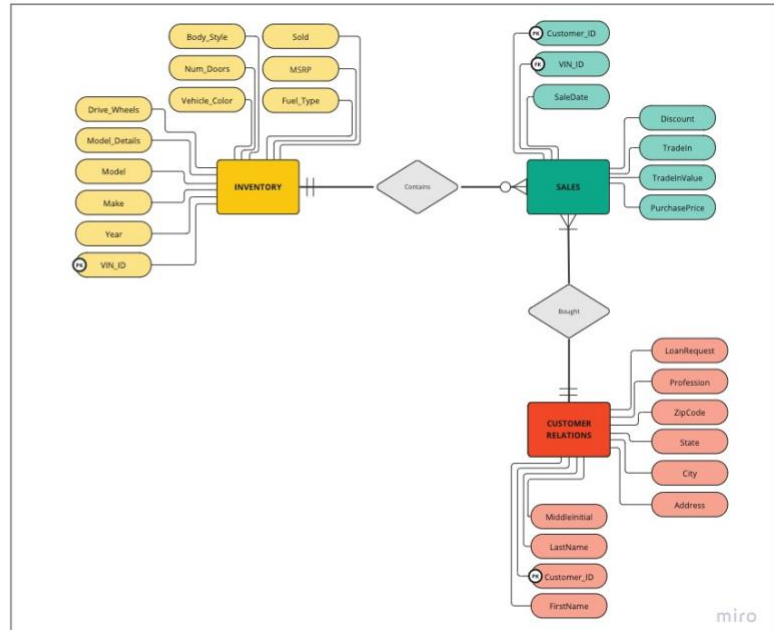 Body_Style
Sold
Num_Doors
MSRP
Vehicle_Color
Fuel_Type
Drive_Wheels
Model_Details
Model
Make
Year
PK VIN_ID
INVENTORY
Contains
Customer_ID
VIN_ID
SaleDate
SALES
Discount
TradeIn
TradeInValue
PurchasePrice
Bought
CUSTOMER
RELATIONS
LoanRequest
Profession
ZipCode
State
City
Address
MiddleInitial
LastName
PK Customer_ID
FirstName
miro